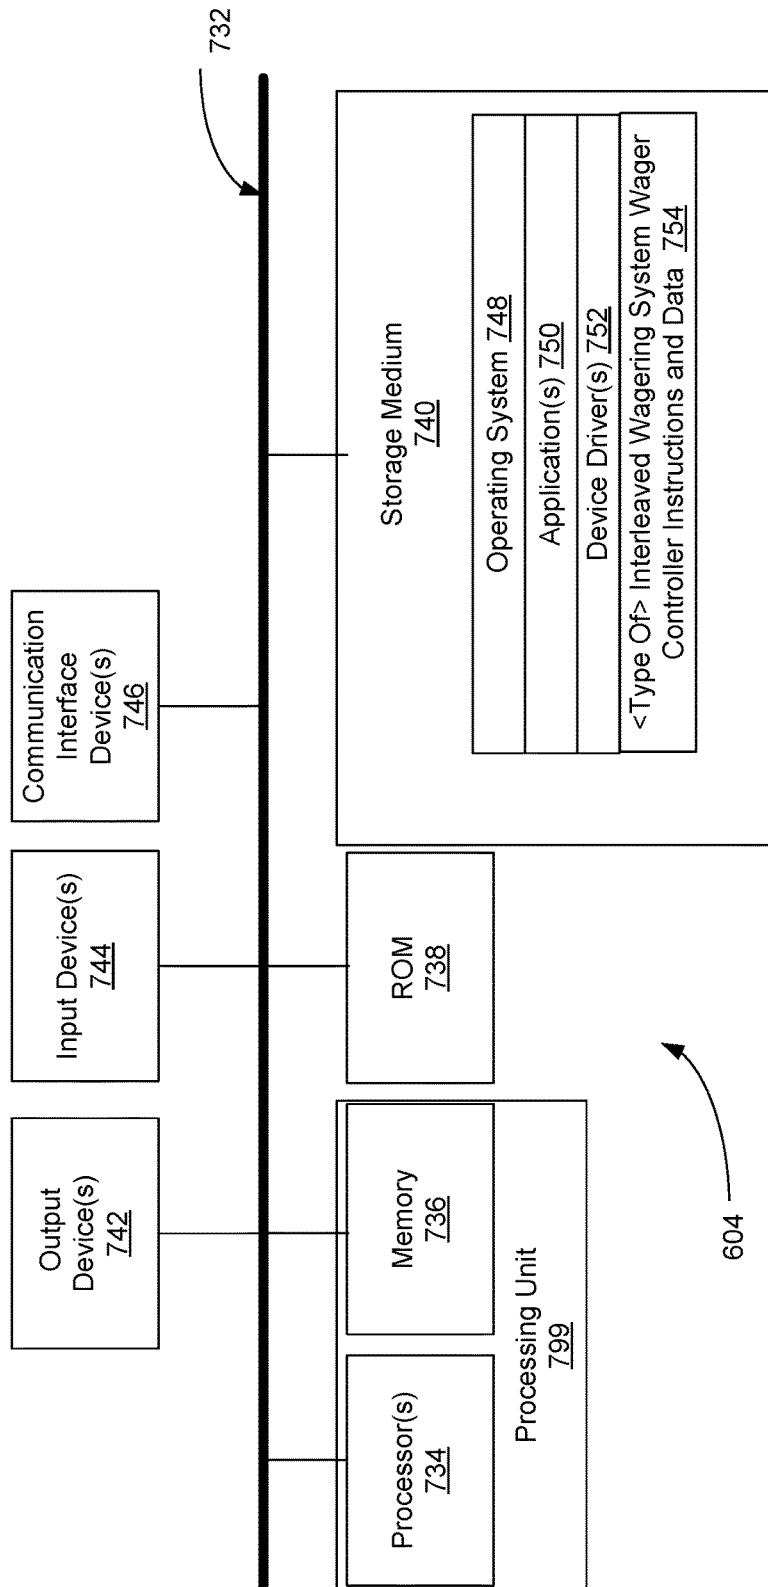 732
Output
Device(s)
742
Input Device(s)
744
Communication
Interface
Device(s)
746
Processor(s)
734
Memory
736
Processing Unit
799
ROM
738
Storage Medium
740
Operating System 748
Application(s) 750
Device Driver(s) 752
<Type Of> Interleaved Wagering System Wager
Controller Instructions and Data 754
604